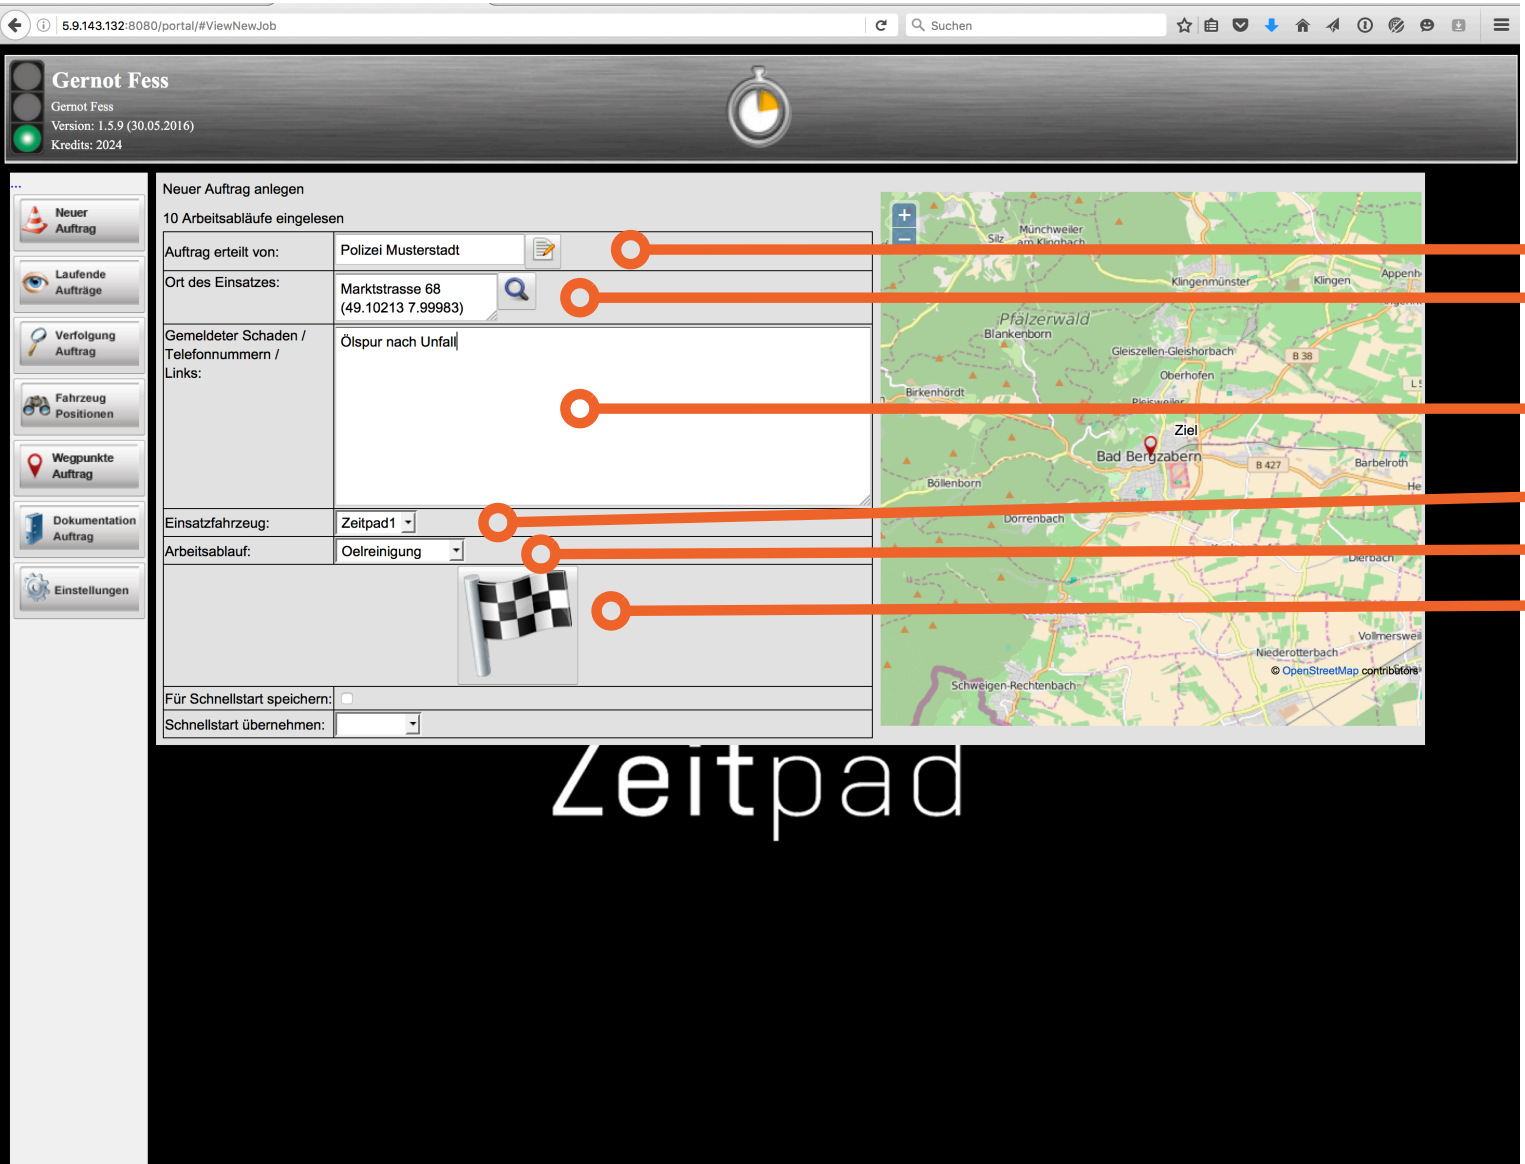 5.9.143.132:8080/portal/#ViewNewJob
Suchen
Gernot Fess
Gernot Fess
Version: 1.5.9 (30.05.2016)
Kredits: 2024
...
Neuer
Auftrag
Laufende
Aufträge
Verfolgung
Auftrag
Fahrzeug
Positionen
Wegpunkte
Auftrag
Dokumentation
Auftrag
Einstellungen
Neuer Auftrag anlegen
10 Arbeitsabläufe eingelesen
Auftrag erteilt von:
Polizei Musterstadt
Ort des Einsatzes:
Marktstrasse 68
(49.10213 7.99983)
Gemeldeter Schaden /
Telefonnummern /
Links:
Ölspur nach Unfall
Einsatzfahrzeug:
Zeitpad1
Arbeitsablauf:
Oelreinigung
Für Schnellstart speichern:
Schnellstart übernehmen:
+
−
Münchweiler
Silz
am Klingbach
Klingenmünster
Klingen
Appenh
Pfälzerwald
Blankenborn
Gleiszellen-Gleishorbach
B 38
Oberhofen
Birkenhördt
Pleisweiler
Ziel
Bad Bergzabern
B 427
Barbelroth
He
Böllenborn
Dörrenbach
Dierbach
Vollmerswei
Niederotterbach
© OpenStreetMap contributors
Schweigen-Rechtenbach
Zeitpad